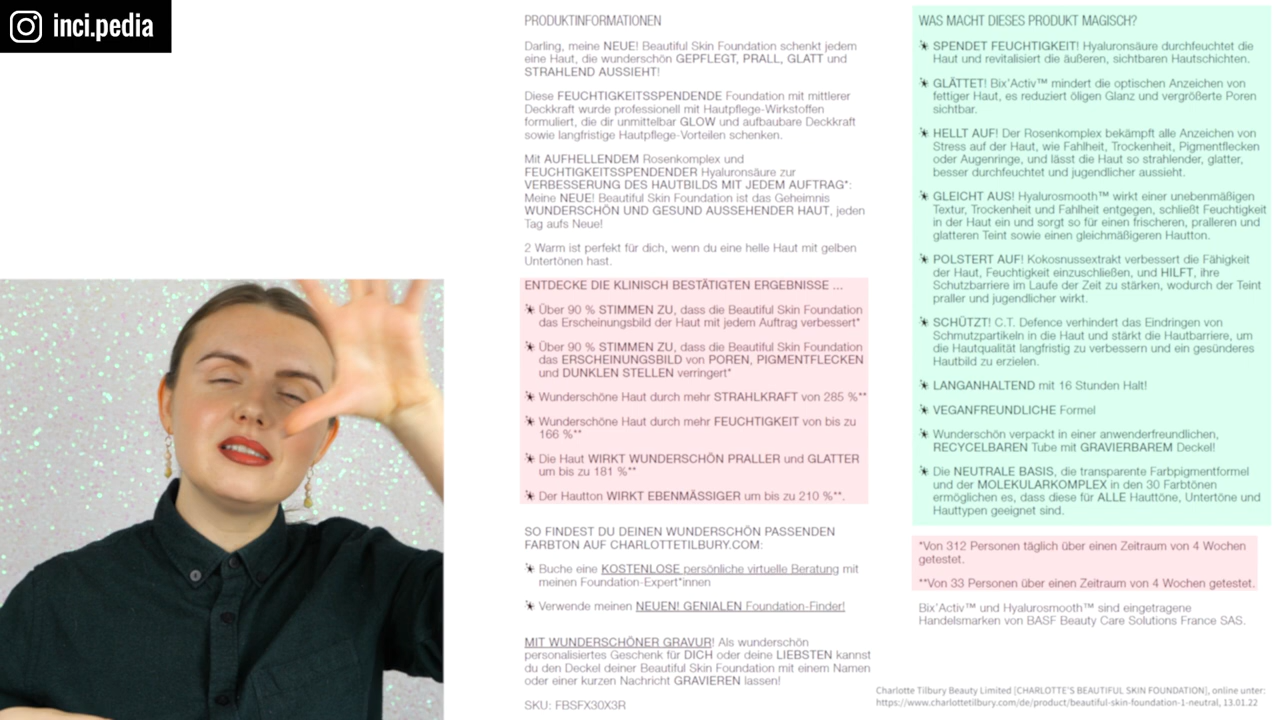 inci.pedia
PRODUKTINFORMATIONEN
Darling, meine NEUE! Beautiful Skin Foundation schenkt jedem
eine Haut, die wunderschön GEPFLEGT, PRALL, GLATT und
STRAHLEND AUSSIEHT!
Diese FEUCHTIGKEITSSPENDENDE Foundation mit mittlerer
Deckkraft wurde professionell mit Hautpflege-Wirkstoffen
formuliert, die dir unmittelbar GLOW und aufbaubare Deckkraft
sowie langfristige Hautpflege-Vorteilen schenken.
Mit AUFHELLENDEM Rosenkomplex und
FEUCHTIGKEITSSPENDENDER Hyaluronsäure zur
VERBESSERUNG DES HAUTBILDS MIT JEDEM AUFTRAG*:
Meine NEUE! Beautiful Skin Foundation ist das Geheimnis
WUNDERSCHÖN UND GESUND AUSSEHENDER HAUT, jeden
Tag aufs Neue!
2 Warm ist perfekt für dich, wenn du eine helle Haut mit gelben
Untertönen hast.
ENTDECKE DIE KLINISCH BESTÄTIGTEN ERGEBNISSE ...
Über 90 % STIMMEN ZU, dass die Beautiful Skin Foundation
das Erscheinungsbild der Haut mit jedem Auftrag verbessert*
Über 90 % STIMMEN ZU, dass die Beautiful Skin Foundation
das ERSCHEINUNGSBILD von POREN, PIGMENTFLECKEN
und DUNKLEN STELLEN verringert*
Wunderschöne Haut durch mehr STRAHLKRAFT von 285 %**
Wunderschöne Haut durch mehr FEUCHTIGKEIT von bis zu
166 %**
Die Haut WIRKT WUNDERSCHÖN PRALLER und GLATTER
um bis zu 181 %**
Der Hautton WIRKT EBENMÄSSIGER um bis zu 210 %**.
SO FINDEST DU DEINEN WUNDERSCHÖN PASSENDEN
FARBTON AUF CHARLOTTETILBURY.COM:
Buche eine KOSTENLOSE persönliche virtuelle Beratung mit
meinen Foundation-Expert*innen
Verwende meinen NEUEN! GENIALEN Foundation-Finder!
MIT WUNDERSCHÖNER GRAVUR! Als wunderschön
personalisiertes Geschenk für DICH oder deine LIEBSTEN kannst
du den Deckel deiner Beautiful Skin Foundation mit einem Namen
oder einer kurzen Nachricht GRAVIEREN lassen!
SKU: FBSFX30X3R
WAS MACHT DIESES PRODUKT MAGISCH?
SPENDET FEUCHTIGKEIT! Hyaluronsäure durchfeuchtet die
Haut und revitalisiert die äußeren, sichtbaren Hautschichten.
GLÄTTET! Bix'Activ™ mindert die optischen Anzeichen von
fettiger Haut, es reduziert öligen Glanz und vergrößerte Poren
sichtbar.
HELLT AUF! Der Rosenkomplex bekämpft alle Anzeichen von
Stress auf der Haut, wie Fahlheit, Trockenheit, Pigmentflecken
oder Augenringe, und lässt die Haut so strahlender, glatter,
besser durchfeuchtet und jugendlicher aussieht.
GLEICHT AUS! Hyalurosmooth™ wirkt einer unebenmäßigen
Textur, Trockenheit und Fahlheit entgegen, schließt Feuchtigkeit
in der Haut ein und sorgt so für einen frischeren, pralleren und
glatteren Teint sowie einen gleichmäßigeren Hautton.
POLSTERT AUF! Kokosnussextrakt verbessert die Fähigkeit
der Haut, Feuchtigkeit einzuschließen, und HILFT, ihre
Schutzbarriere im Laufe der Zeit zu stärken, wodurch der Teint
praller und jugendlicher wirkt.
SCHÜTZT! C.T. Defence verhindert das Eindringen von
Schmutzpartikeln in die Haut und stärkt die Hautbarriere, um
die Hautqualität langfristig zu verbessern und ein gesünderes
Hautbild zu erzielen.
LANGANHALTEND mit 16 Stunden Halt!
VEGANFREUNDLICHE Formel
Wunderschön verpackt in einer anwenderfreundlichen,
RECYCELBAREN Tube mit GRAVIERBAREM Deckel!
Die NEUTRALE BASIS, die transparente Farbpigmentformel
und der MOLEKULARKOMPLEX in den 30 Farbtönen
ermöglichen es, dass diese für ALLE Hauttöne, Untertöne und
Hauttypen geeignet sind.
*Von 312 Personen täglich über einen Zeitraum von 4 Wochen
getestet.
**Von 33 Personen über einen Zeitraum von 4 Wochen getestet.
Bix'Activ™ und Hyalurosmooth™ sind eingetragene
Handelsmarken von BASF Beauty Care Solutions France SAS.
Charlotte Tilbury Beauty Limited [CHARLOTTE'S BEAUTIFUL SKIN FOUNDATION], online unter:
https://www.charlottetilbury.com/de/product/beautiful-skin-foundation-1-neutral, 13.01.22